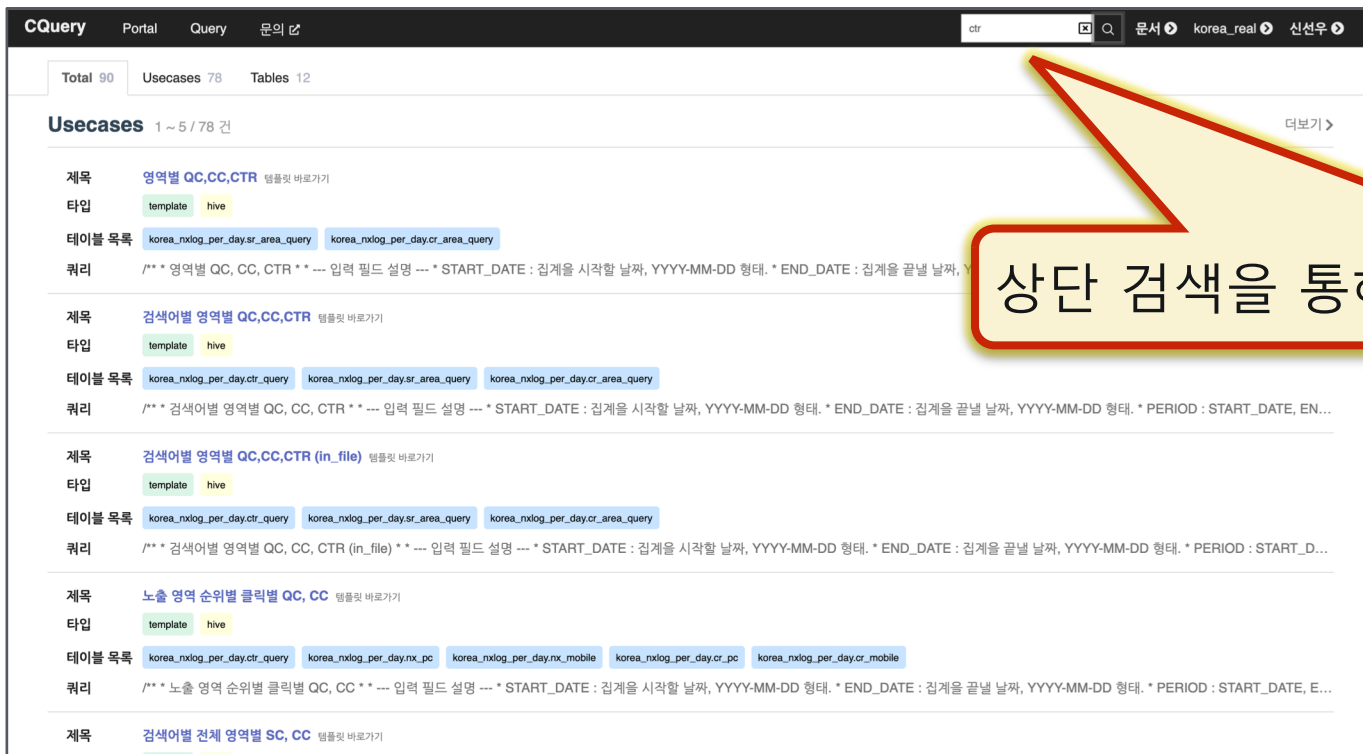 CQuery Portal Query 문의 ctr 문서 korea_real 신선우
Total 90 Usecases 78 Tables 12
Usecases 1 ~ 5 / 78 건 더보기
제목 영역별 QC,CC,CTR 템플릿 바로가기
타입 template hive
테이블 목록 korea_nxlog_per_day.sr_area_query korea_nxlog_per_day.cr_area_query
쿼리 /** * 영역별 QC, CC, CTR * * --- 입력 필드 설명 --- * START_DATE : 집계을 시작할 날짜, YYYY-MM-DD 형태. * END_DATE : 집계을 끝낼 날짜,
상단 검색을 통
제목 검색어별 영역별 QC,CC,CTR 템플릿 바로가기
타입 template hive
테이블 목록 korea_nxlog_per_day.ctr_query korea_nxlog_per_day.sr_area_query korea_nxlog_per_day.cr_area_query
쿼리 /** * 검색어별 영역별 QC, CC, CTR * * --- 입력 필드 설명 --- * START_DATE : 집계을 시작할 날짜, YYYY-MM-DD 형태. * END_DATE : 집계을 끝낼 날짜, YYYY-MM-DD 형태. * PERIOD : START_DATE, EN...
제목 검색어별 영역별 QC,CC,CTR (in_file) 템플릿 바로가기
타입 template hive
테이블 목록 korea_nxlog_per_day.ctr_query korea_nxlog_per_day.sr_area_query korea_nxlog_per_day.cr_area_query
쿼리 /** * 검색어별 영역별 QC, CC, CTR (in_file) * * --- 입력 필드 설명 --- * START_DATE : 집계을 시작할 날짜, YYYY-MM-DD 형태. * END_DATE : 집계을 끝낼 날짜, YYYY-MM-DD 형태. * PERIOD : START_D...
제목 노출 영역 순위별 클릭별 QC, CC 템플릿 바로가기
타입 template hive
테이블 목록 korea_nxlog_per_day.ctr_query korea_nxlog_per_day.nx_pc korea_nxlog_per_day.nx_mobile korea_nxlog_per_day.cr_pc korea_nxlog_per_day.cr_mobile
쿼리 /** * 노출 영역 순위별 클릭별 QC, CC * * --- 입력 필드 설명 --- * START_DATE : 집계을 시작할 날짜, YYYY-MM-DD 형태. * END_DATE : 집계을 끝낼 날짜, YYYY-MM-DD 형태. * PERIOD : START_DATE, E...
제목 검색어별 전체 영역별 SC, CC 템플릿 바로가기